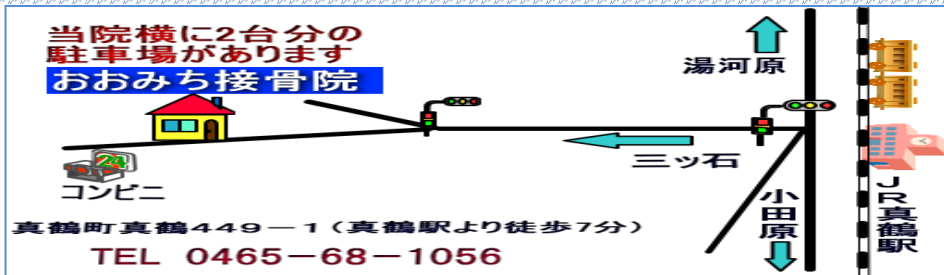 当院横に2台分の
駐車場があります
おおみち接骨院
湯河原
三ッ石
24
コンビニ
小田原
JR真鶴駅
真鶴町真鶴449－1(真鶴駅より徒歩7分)
TEL 0465－68－1056